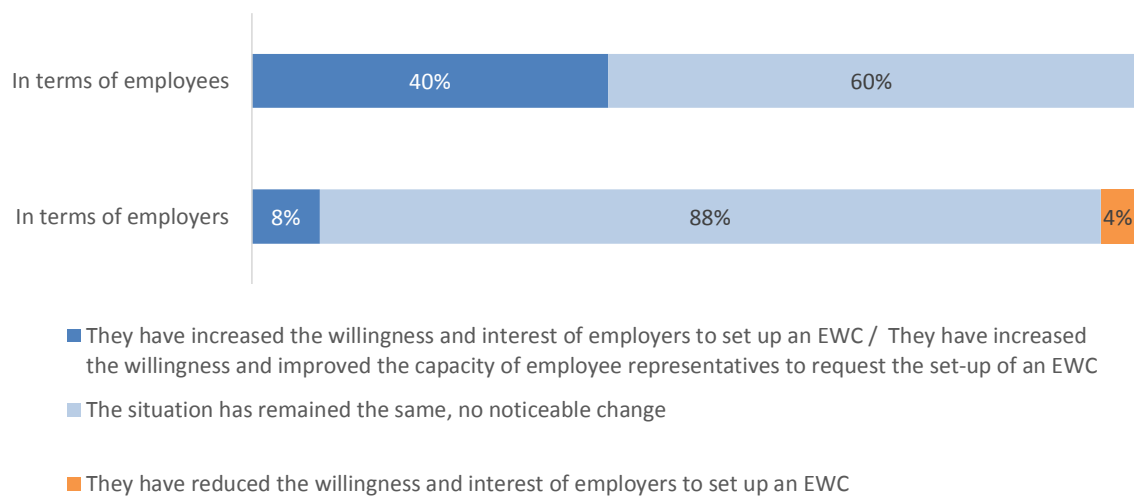 In terms of employees
40%
60%
In terms of employers
8%
88%
4%
They have increased the willingness and interest of employers to set up an EWC / They have increased
the willingness and improved the capacity of employee representatives to request the set-up of an EWC
The situation has remained the same, no noticeable change
They have reduced the willingness and interest of employers to set up an EWC